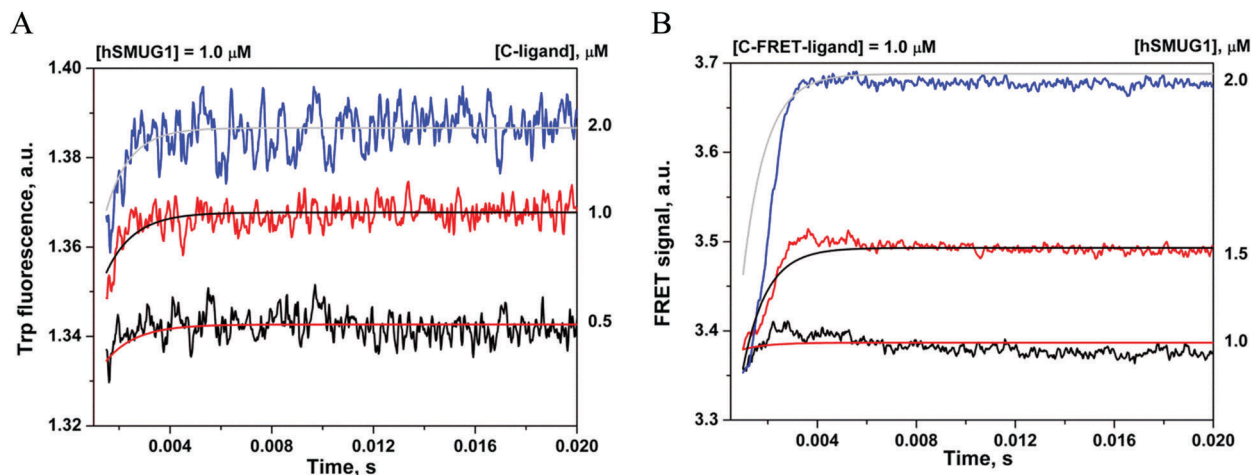 A
[hSMUG1] = 1.0 μM
[C-ligand], μM
1.40
1.38
1.36
1.34
1.32
Trp fluorescence, a.u.
2.0
1.0
0.5
0.004
0.008
0.012
0.016
0.020
Time, s
B
[C-FRET-ligand] = 1.0 μM
[hSMUG1], μM
3.7
3.6
3.5
3.4
3.3
FRET signal, a.u.
2.0
1.5
1.0
0.004
0.008
0.012
0.016
0.020
Time, s